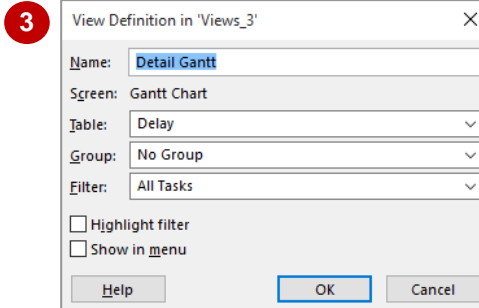 3
View Definition in 'Views_3'
Name: Detail Gantt
Screen: Gantt Chart
Table: Delay
Group: No Group
Filter: All Tasks
Highlight filter
Show in menu
Help OK Cancel